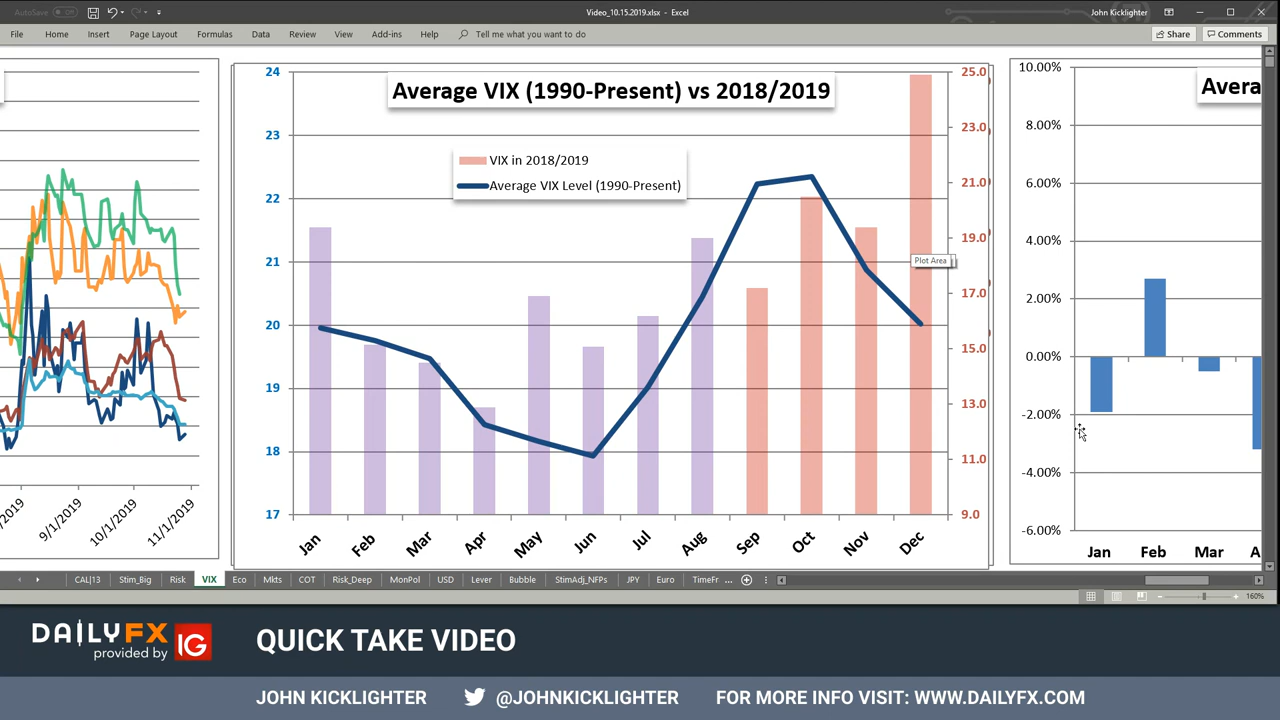 AutoSave Off
Video_10.15.2019.xlsx - Excel
John Kicklighter
File Home Insert Page Layout Formulas Data Review View Add-ins Help Tell me what you want to do Share Comments
9/1/2019 10/1/2019 11/1/2019
Average VIX (1990-Present) vs 2018/2019
VIX in 2018/2019
Average VIX Level (1990-Present)
24
23
22
21
20
19
18
17
25.0
23.0
21.0
19.0
17.0
15.0
13.0
11.0
9.0
Plot Area
Jan Feb Mar Apr May Jun Jul Aug Sep Oct Nov Dec
Avera
10.00%
8.00%
6.00%
4.00%
2.00%
0.00%
-2.00%
-4.00%
-6.00%
Jan Feb Mar A
CAL|13 Stim_Big Risk VIX Eco Mkts COT Risk_Deep MonPol USD Lever Bubble StimAdj_NFPs JPY Euro TimeFr ...
160%
DAILYFX
provided by IG
QUICK TAKE VIDEO
JOHN KICKLIGHTER @JOHNKICKLIGHTER FOR MORE INFO VISIT: WWW.DAILYFX.COM